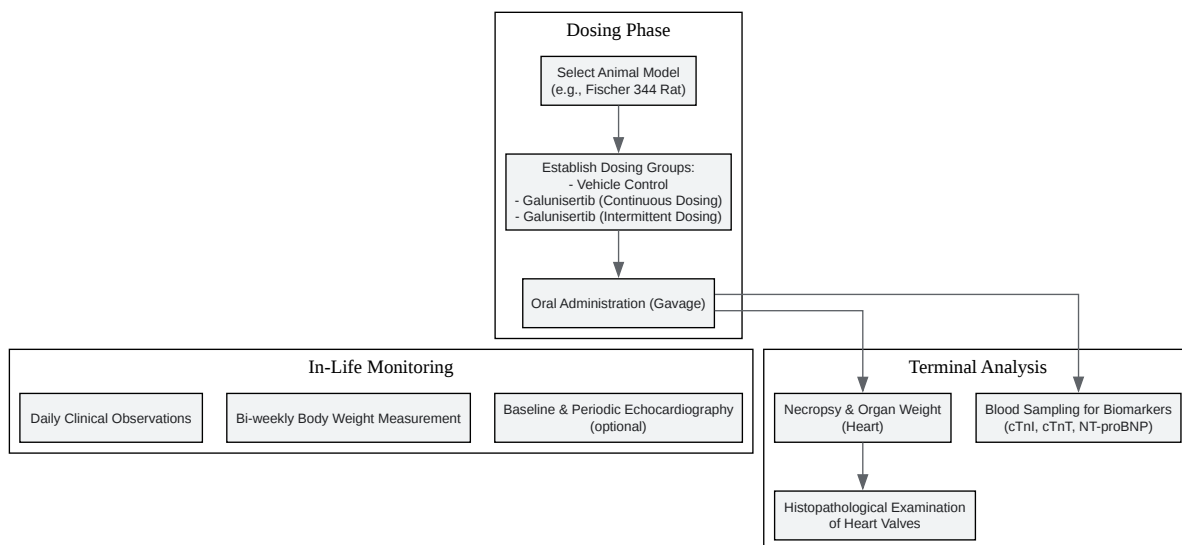 Dosing Phase
Select Animal Model
(e.g., Fischer 344 Rat)
Establish Dosing Groups:
- Vehicle Control
- Galunisertib (Continuous Dosing)
- Galunisertib (Intermittent Dosing)
Oral Administration (Gavage)
In-Life Monitoring
Daily Clinical Observations
Bi-weekly Body Weight Measurement
Baseline & Periodic Echocardiography
(optional)
Terminal Analysis
Necropsy & Organ Weight
(Heart)
Blood Sampling for Biomarkers
(cTnI, cTnT, NT-proBNP)
Histopathological Examination
of Heart Valves